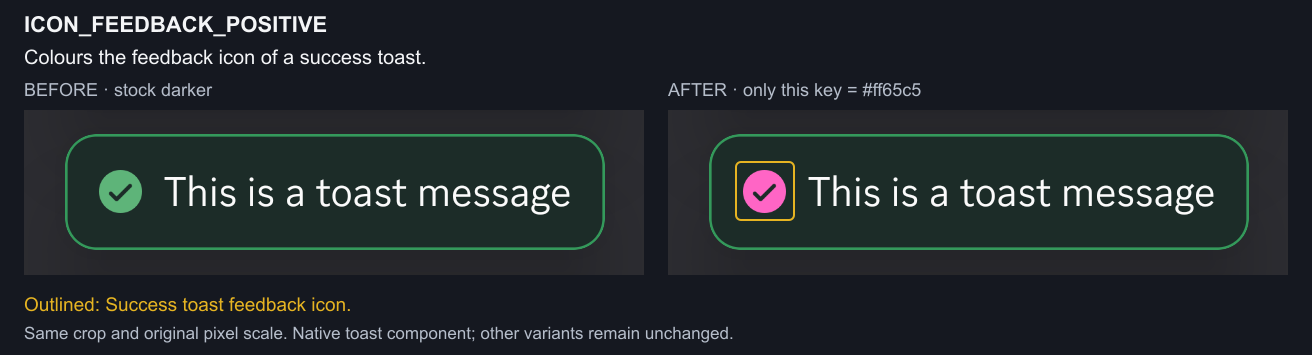 ICON_FEEDBACK_POSITIVE
Colours the feedback icon of a success toast.
BEFORE · stock darker
AFTER · only this key = #ff65c5
This is a toast message
This is a toast message
Outlined: Success toast feedback icon.
Same crop and original pixel scale. Native toast component; other variants remain unchanged.